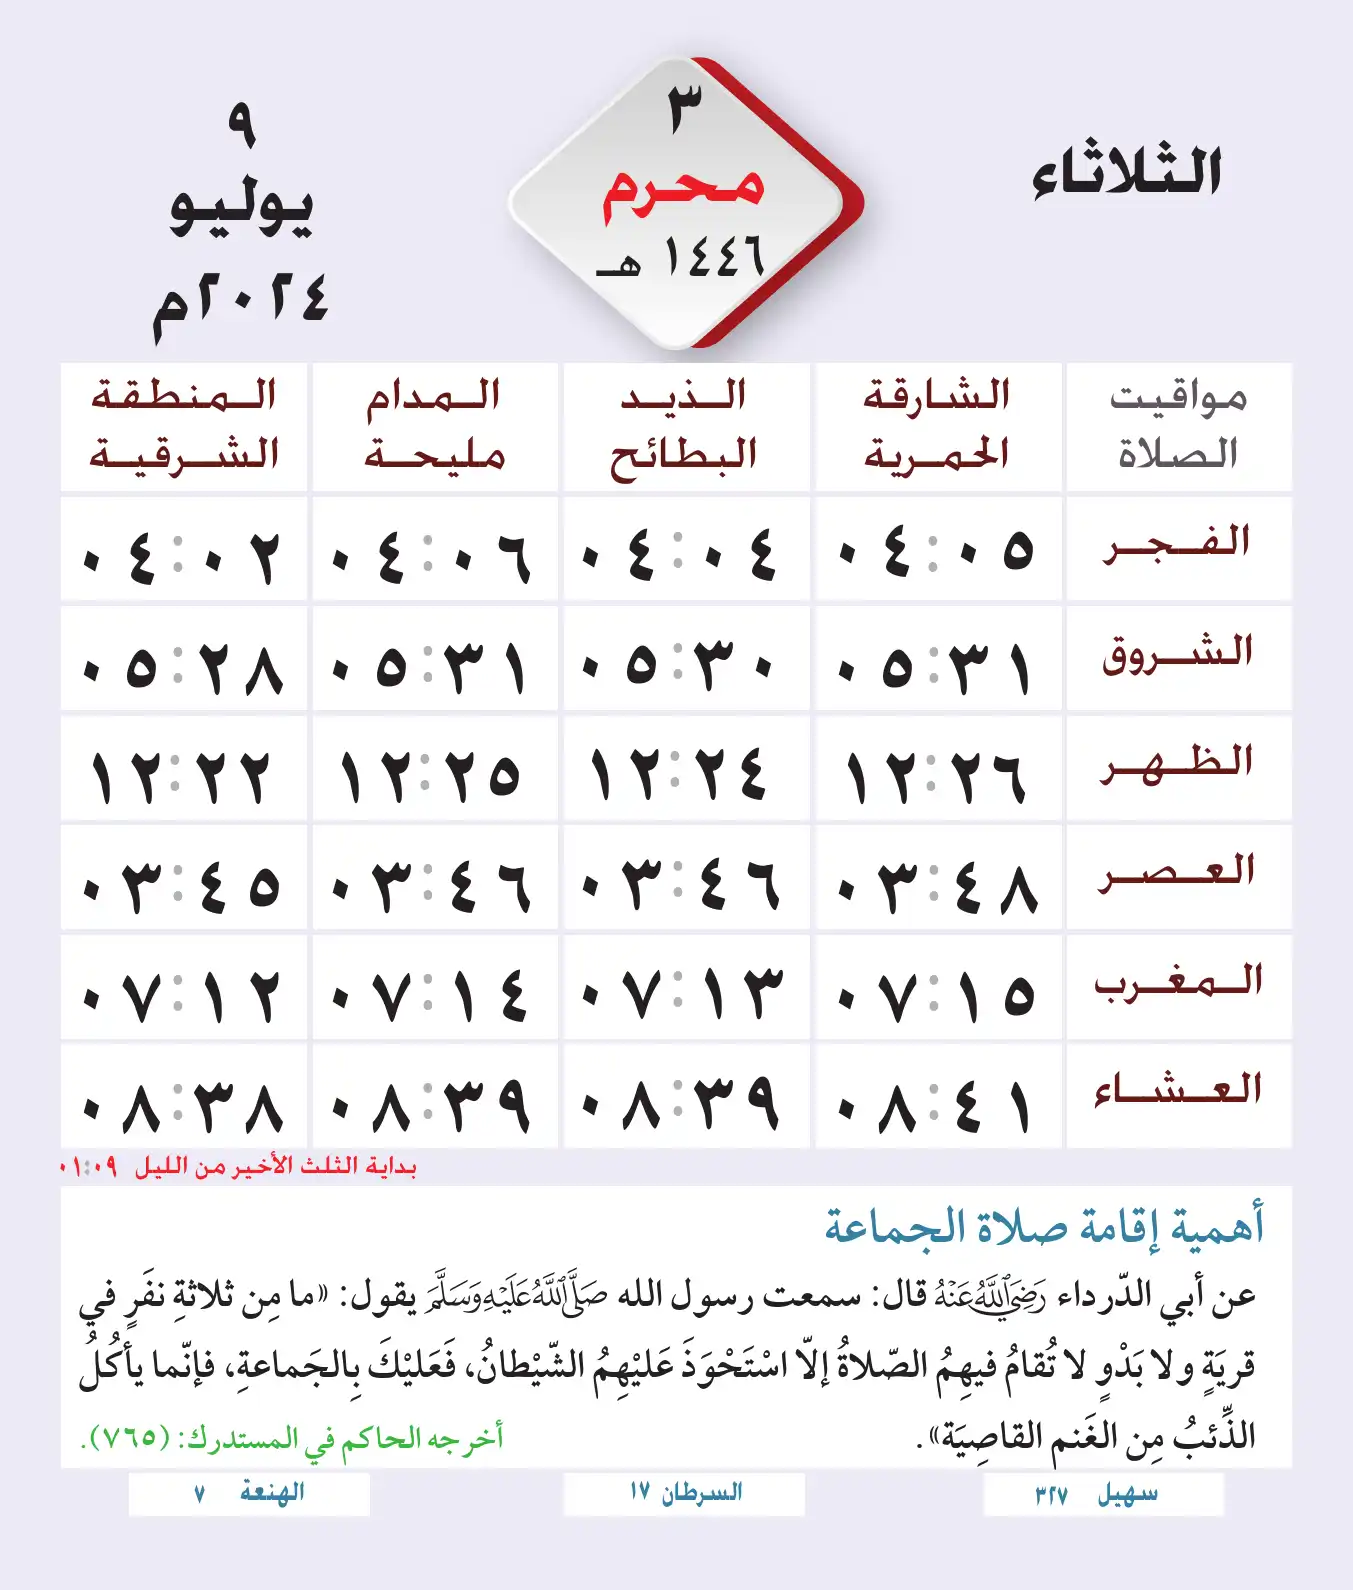 الثلاثاء
٣
محرم
١٤٤٦ هـ
٩
يوليو
٢٠٢٤م
مواقيت الصلاة
الشارقة الحمرية
الذيد البطائح
المدام مليحة
المنطقة الشرقية
الفجر ٠٤:٠٥ ٠٤:٠٤ ٠٤:٠٦ ٠٤:٠٢
الشروق ٠٥:٣١ ٠٥:٣٠ ٠٥:٣١ ٠٥:٢٨
الظهر ١٢:٢٦ ١٢:٢٤ ١٢:٢٥ ١٢:٢٢
العصر ٠٣:٤٨ ٠٣:٤٦ ٠٣:٤٦ ٠٣:٤٥
المغرب ٠٧:١٥ ٠٧:١٣ ٠٧:١٤ ٠٧:١٢
العشاء ٠٨:٤١ ٠٨:٣٩ ٠٨:٣٩ ٠٨:٣٨
بداية الثلث الأخير من الليل ٠١:٠٩
أهمية إقامة صلاة الجماعة
عن أبي الدّرداء رَضِيَ اللَّهُ عَنْهُ قال: سمعت رسول الله صَلَّى اللَّهُ عَلَيْهِ وَسَلَّمَ يقول: «ما مِن ثلاثةِ نفَرٍ في
قريَةٍ ولا بَدْوٍ لا تُقامُ فيهِمُ الصّلاةُ إلاّ اسْتَحْوَذَ عَليْهِمُ الشّيْطانُ، فَعَليْكَ بِالجَماعةِ، فإنّما يأكُلُ
الذِّئبُ مِن الغَنم القاصِيَة».
أخرجه الحاكم في المستدرك: (٧٦٥).
سهيل ٣٢٧
السرطان ١٧
الهنعة ٧